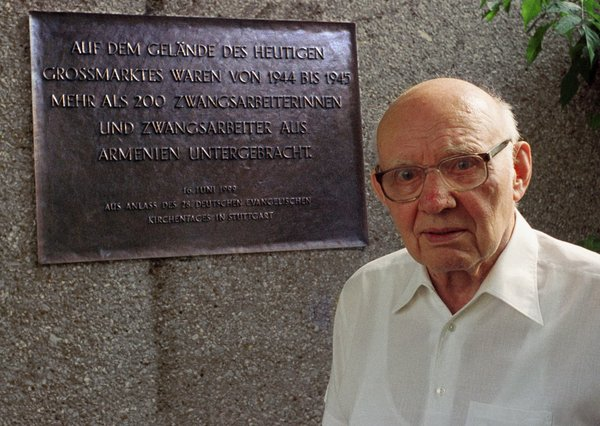 AUF DEM GELÄNDE DES HEUTIGEN
GROSSMARKTES WAREN VON 1944 BIS 1945
MEHR ALS 200 ZWANGSARBEITERINNEN
UND ZWANGSARBEITER AUS
ARMENIEN UNTERGEBRACHT.
16. JUNI 1999
AUS ANLASS DES 28. DEUTSCHEN EVANGELISCHEN
KIRCHENTAGES IN STUTTGART